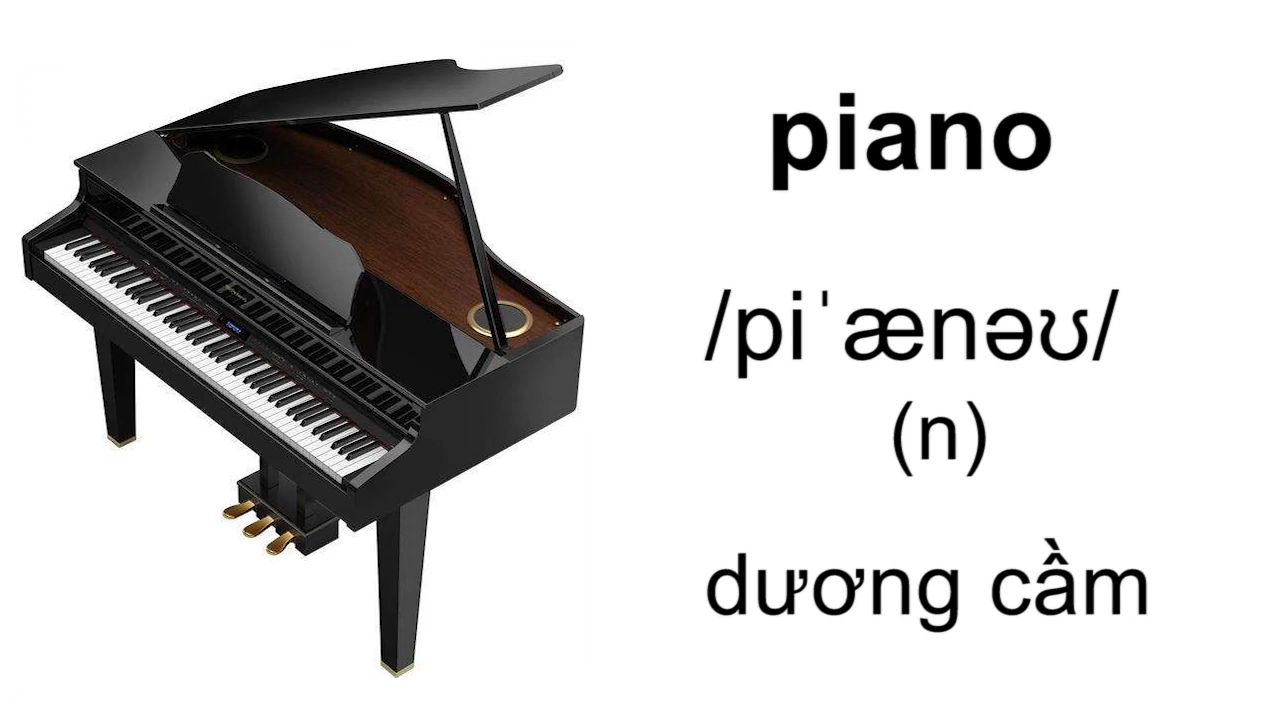 piano
/piˈænəʊ/
(n)
dương cầm